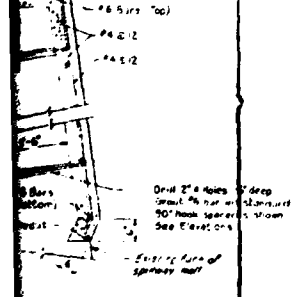 #6 Bars Top)
#4 @ 12
#4 @ 12
Bars
Bottom)
Drill 2" ø holes deep
Grout #6 bar w/ standard
90° hook spaced as shown
See Elevations
Existing face of
spillway wall